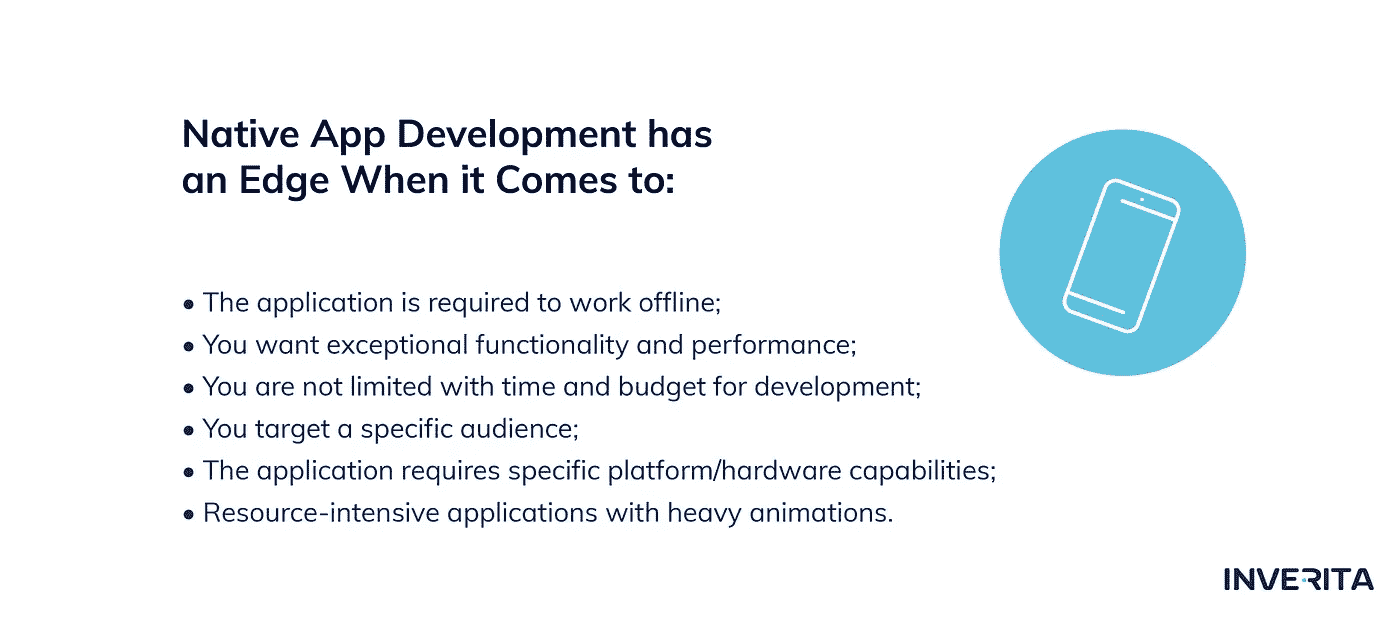 Native App Development has
an Edge When it Comes to:
• The application is required to work offline;
• You want exceptional functionality and performance;
• You are not limited with time and budget for development;
• You target a specific audience;
• The application requires specific platform/hardware capabilities;
• Resource-intensive applications with heavy animations.
INVERITA